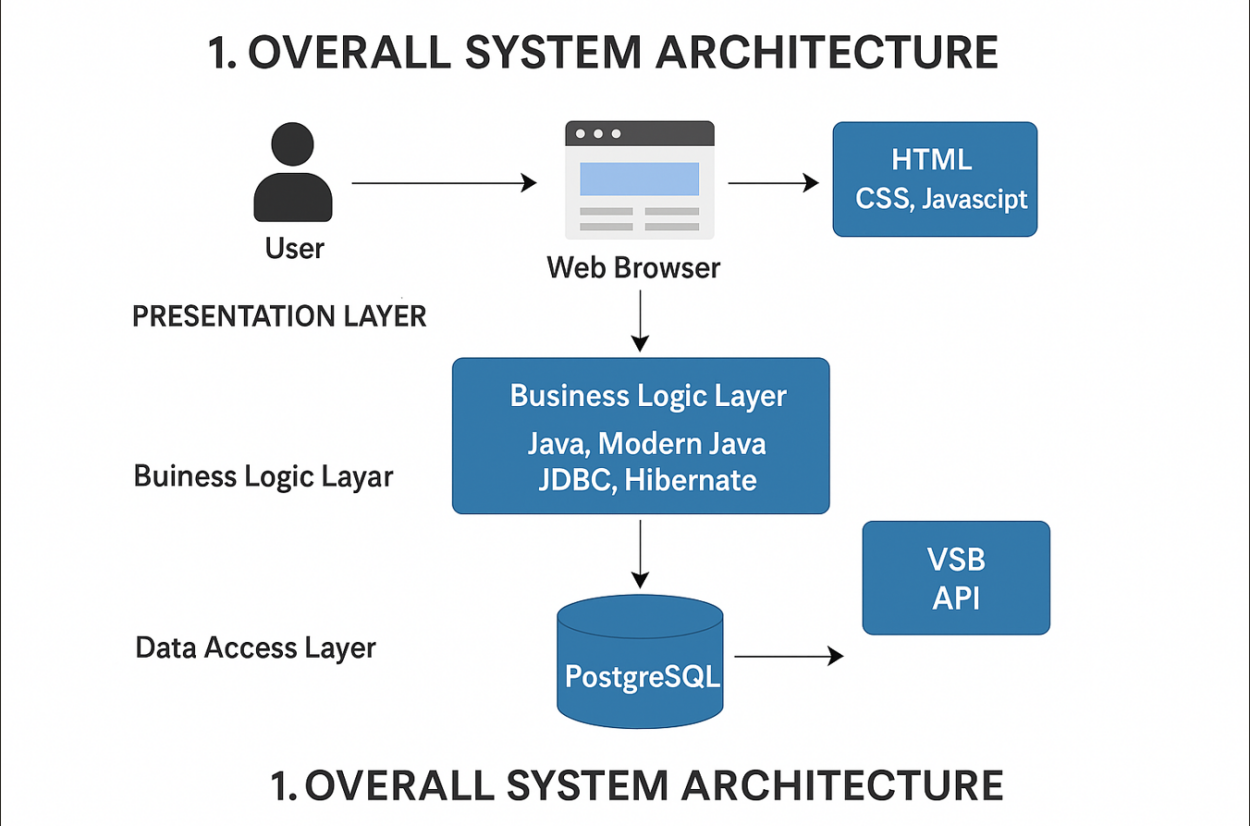 1. OVERALL SYSTEM ARCHITECTURE
HTML
CSS, Javascipt
User
Web Browser
PRESENTATION LAYER
Business Logic Layer
Java, Modern Java
JDBC, Hibernate
Buiness Logic Layar
VSB
API
Data Access Layer
PostgreSQL
1. OVERALL SYSTEM ARCHITECTURE